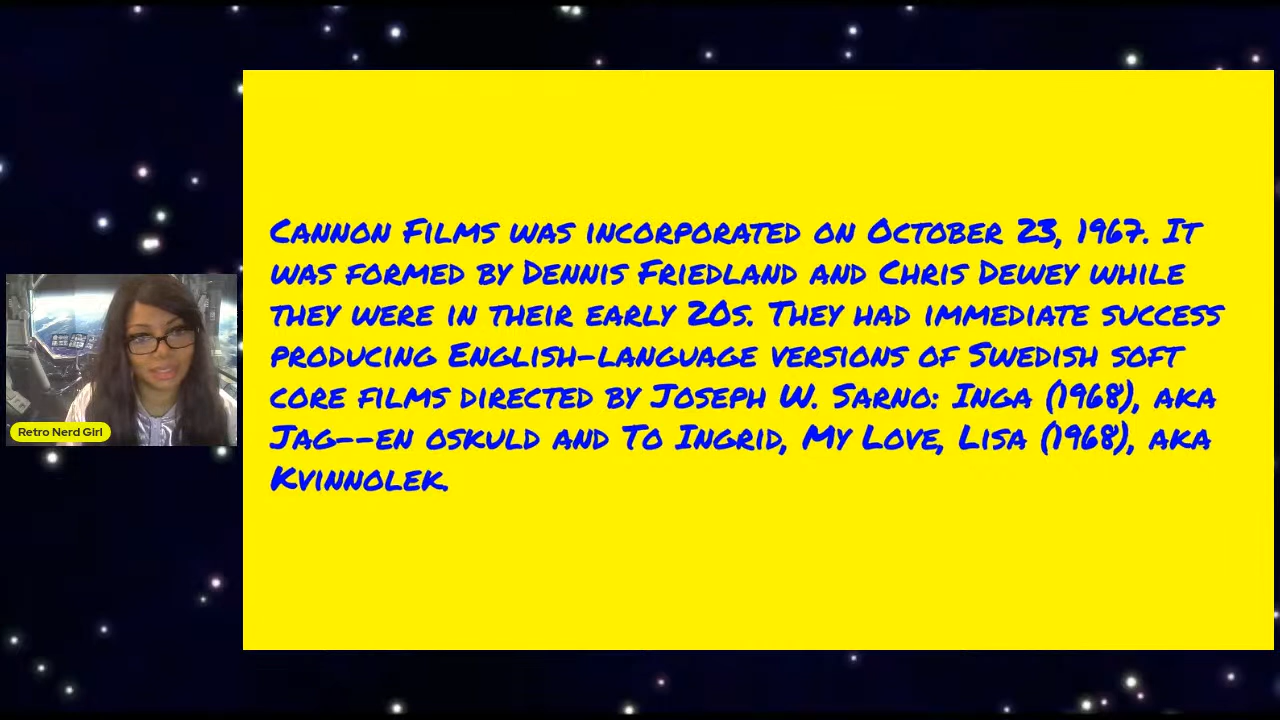 Cannon Films was incorporated on October 23, 1967. It
was formed by Dennis Friedland and Chris Dewey while
they were in their early 20s. They had immediate success
producing English-language versions of Swedish soft
core films directed by Joseph W. Sarno: Inga (1968), aka
Jag--en oskuld and To Ingrid, My Love, Lisa (1968), aka
Kvinnolek.
Retro Nerd Girl